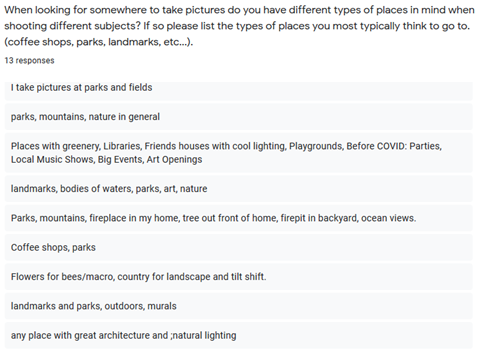 When looking for somewhere to take pictures do you have different types of places in mind when
shooting different subjects? If so please list the types of places you most typically think to go to.
(coffee shops, parks, landmarks, etc...).
13 responses
I take pictures at parks and fields
parks, mountains, nature in general
Places with greenery, Libraries, Friends houses with cool lighting, Playgrounds, Before COVID: Parties,
Local Music Shows, Big Events, Art Openings
landmarks, bodies of waters, parks, art, nature
Parks, mountains, fireplace in my home, tree out front of home, firepit in backyard, ocean views.
Coffee shops, parks
Flowers for bees/macro, country for landscape and tilt shift.
landmarks and parks, outdoors, murals
any place with great architecture and ;natural lighting